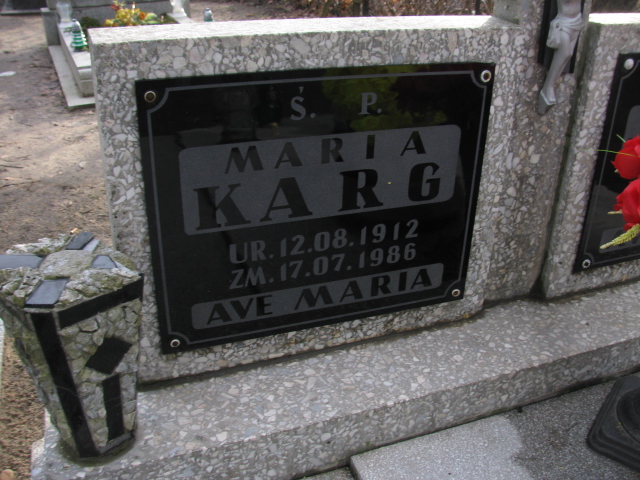 Ś. P.
MARIA
KARG
UR. 12.08.1912
ZM. 17.07.1986
AVE MARIA